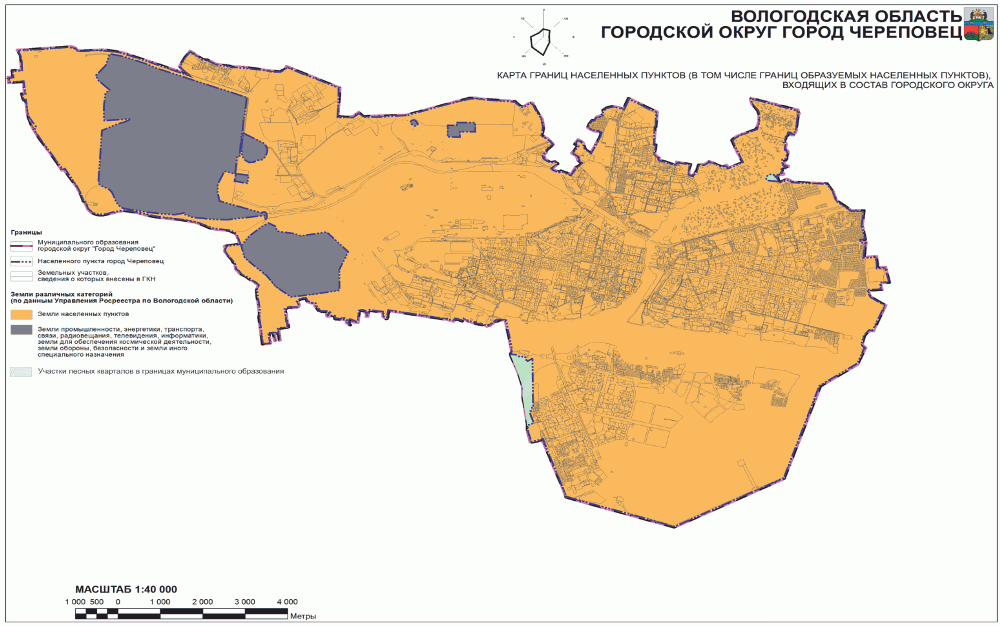 ВОЛОГОДСКАЯ ОБЛАСТЬ
ГОРОДСКОЙ ОКРУГ ГОРОД ЧЕРЕПОВЕЦ
КАРТА ГРАНИЦ НАСЕЛЕННЫХ ПУНКТОВ (В ТОМ ЧИСЛЕ ГРАНИЦ ОБРАЗУЕМЫХ НАСЕЛЕННЫХ ПУНКТОВ),
ВХОДЯЩИХ В СОСТАВ ГОРОДСКОГО ОКРУГА
Границы
Муниципального образования
городской округ "Город Череповец"
Населенного пункта город Череповец
Земельных участков,
сведения о которых внесены в ГКН
Земли различных категорий
(по данным Управления Росреестра по Вологодской области)
Земли населенных пунктов
Земли промышленности, энергетики, транспорта,
связи, радиовещания, телевидения, информатики,
земли для обеспечения космической деятельности,
земли обороны, безопасности и земли иного
специального назначения
Участки лесных кварталов в границах муниципального образования
МАСШТАБ 1:40 000
1 000 500 0 1 000 2 000 3 000 4 000
Метры